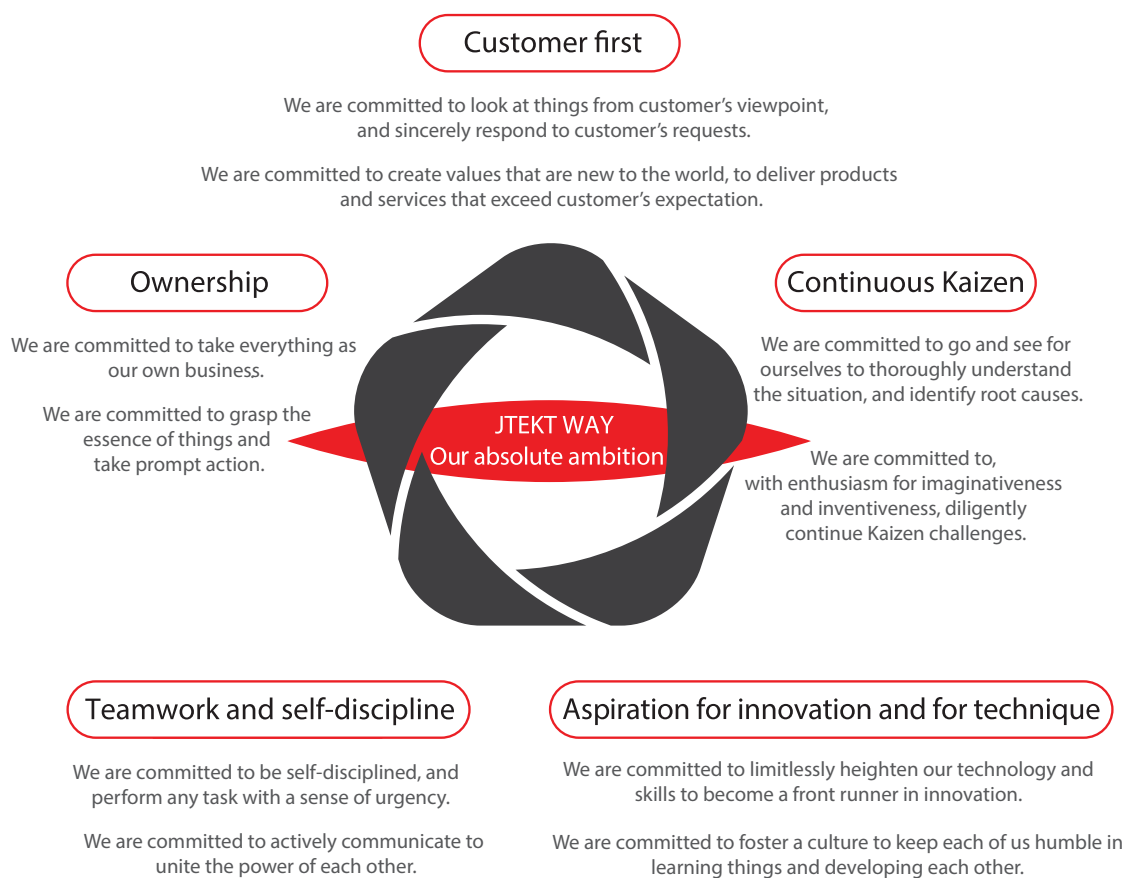 Customer first
We are committed to look at things from customer’s viewpoint,
and sincerely respond to customer’s requests.
We are committed to create values that are new to the world, to deliver products
and services that exceed customer’s expectation.
Ownership
We are committed to take everything as
our own business.
We are committed to grasp the
essence of things and
take prompt action.
JTEKT WAY
Our absolute ambition
Continuous Kaizen
We are committed to go and see for
ourselves to thoroughly understand
the situation, and identify root causes.
We are committed to,
with enthusiasm for imaginativeness
and inventiveness, diligently
continue Kaizen challenges.
Teamwork and self-discipline
We are committed to be self-disciplined, and
perform any task with a sense of urgency.
We are committed to actively communicate to
unite the power of each other.
Aspiration for innovation and for technique
We are committed to limitlessly heighten our technology and
skills to become a front runner in innovation.
We are committed to foster a culture to keep each of us humble in
learning things and developing each other.